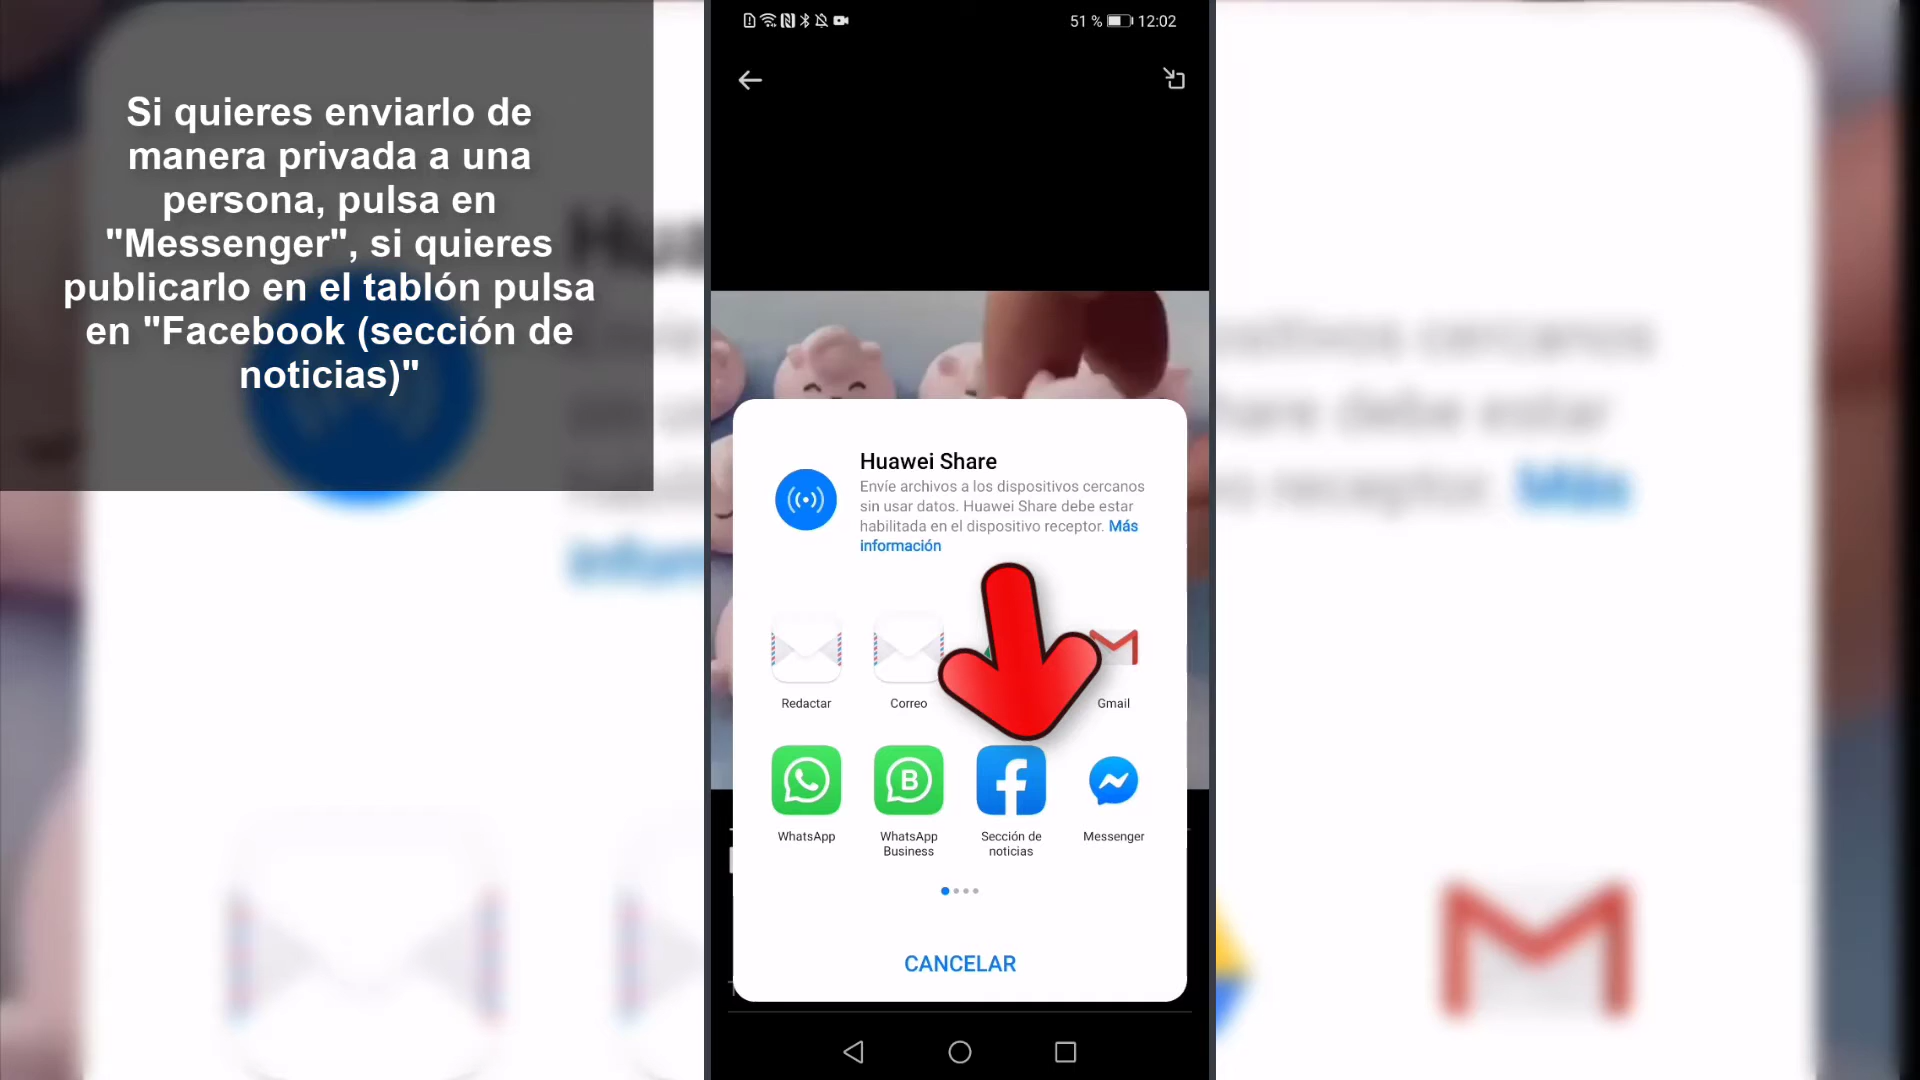 Si quieres enviarlo de
manera privada a una
persona, pulsa en
"Messenger", si quieres
publicarlo en el tablón pulsa
en "Facebook (sección de
noticias)"
51 % 12:02
Huawei Share
Envíe archivos a los dispositivos cercanos
sin usar datos. Huawei Share debe estar
habilitada en el dispositivo receptor. Más
información
Redactar Correo Gmail
WhatsApp WhatsApp Business Sección de noticias Messenger
CANCELAR